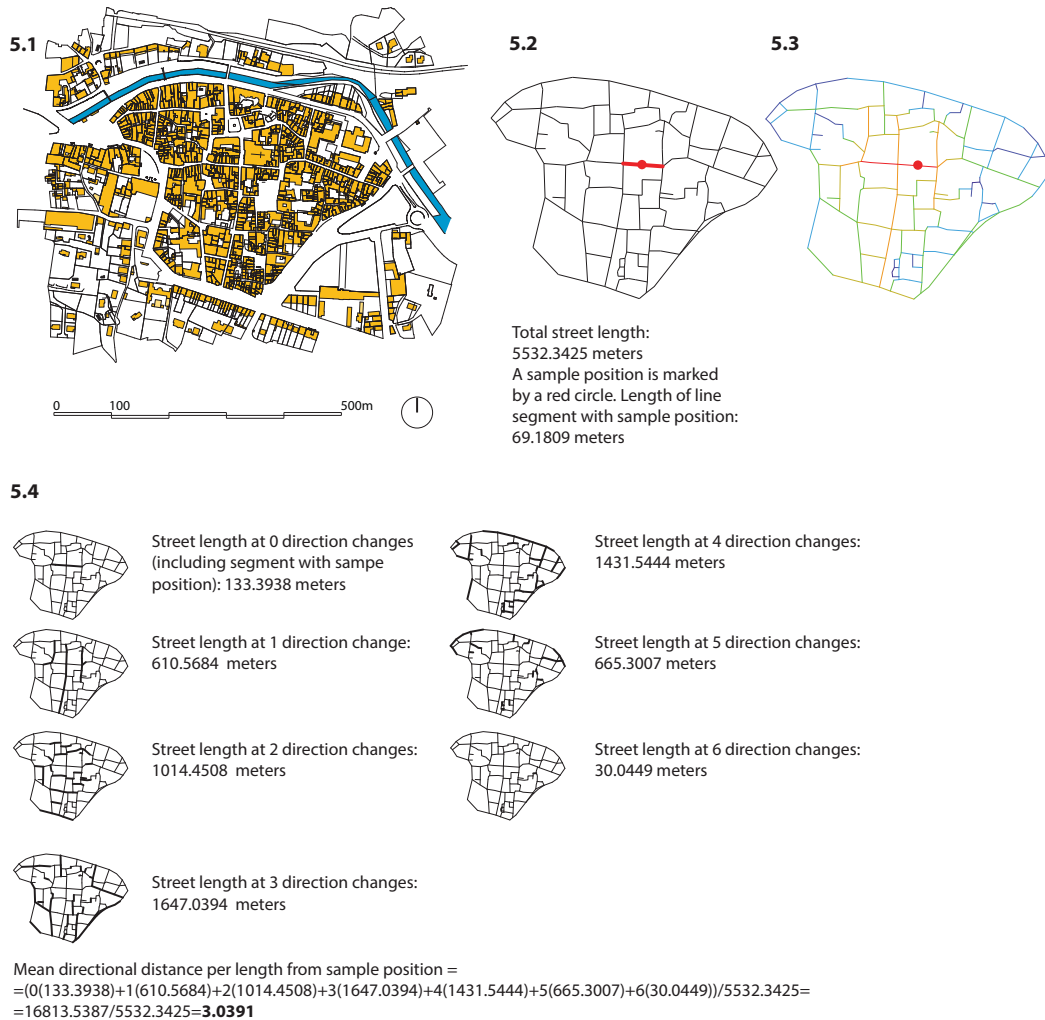 5.1
5.2
5.3
0 100 500m
Total street length:
5532.3425 meters
A sample position is marked
by a red circle. Length of line
segment with sample position:
69.1809 meters
5.4
Street length at 0 direction changes
(including segment with sampe
position): 133.3938 meters
Street length at 1 direction change:
610.5684 meters
Street length at 2 direction changes:
1014.4508 meters
Street length at 3 direction changes:
1647.0394 meters
Street length at 4 direction changes:
1431.5444 meters
Street length at 5 direction changes:
665.3007 meters
Street length at 6 direction changes:
30.0449 meters
Mean directional distance per length from sample position =
=(0(133.3938)+1(610.5684)+2(1014.4508)+3(1647.0394)+4(1431.5444)+5(665.3007)+6(30.0449))/5532.3425=
=16813.5387/5532.3425=3.0391